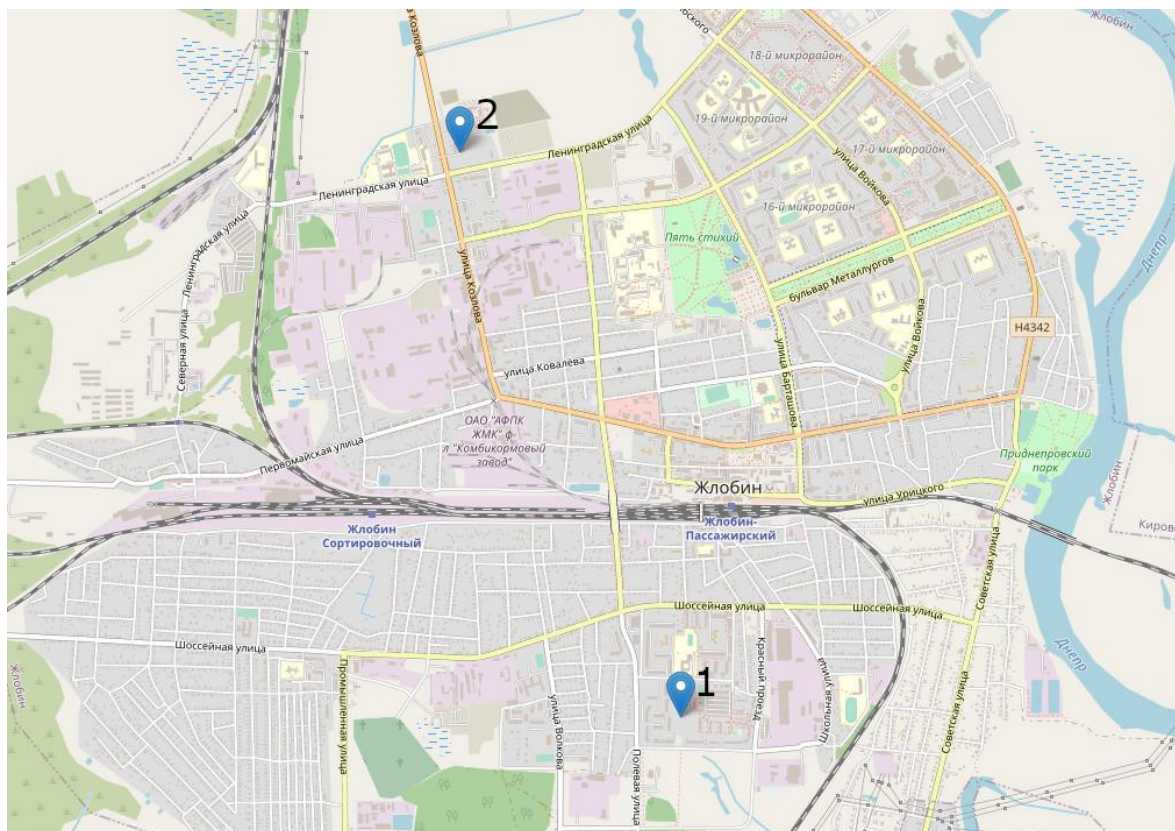 Козлова
Жлобин
2
18-й микрорайон
19-й микрорайон
Ленинградская улица
17-й микрорайон
улица Войкова
Ленинградская улица
16-й микрорайон
Днепр
Пять стихий
Ленинградская улица
улица Козлова
бульвар Металлургов
Н4342
Северная улица
улица Войкова
улица Ковалёва
улица Барташова
ОАО "АФПК
ЖМК" ф-
л "Комбикормовый
завод"
Первомайская улица
Приднепровский
парк
Жлобин
Жлобин
улица Урицкого
Жлобин
Сортировочный
Жлобин-
Пассажирский
Киров
Советская улица
Шоссейная улица
Шоссейная улица
Шоссейная улица
Красный проезд
Школьная улица
Днепр
Жлобин
Промышленная улица
1
улица Волкова
Полевая улица
Советская улица